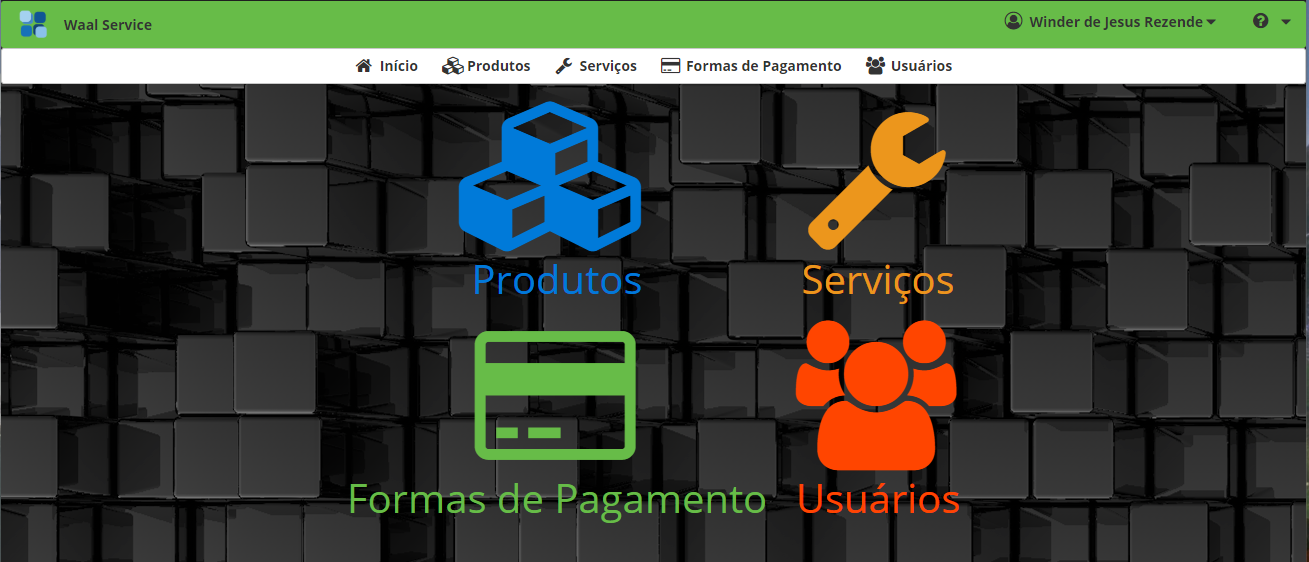 Waal Service
Winder de Jesus Rezende
Início Produtos Serviços Formas de Pagamento Usuários
Produtos
Serviços
Formas de Pagamento
Usuários